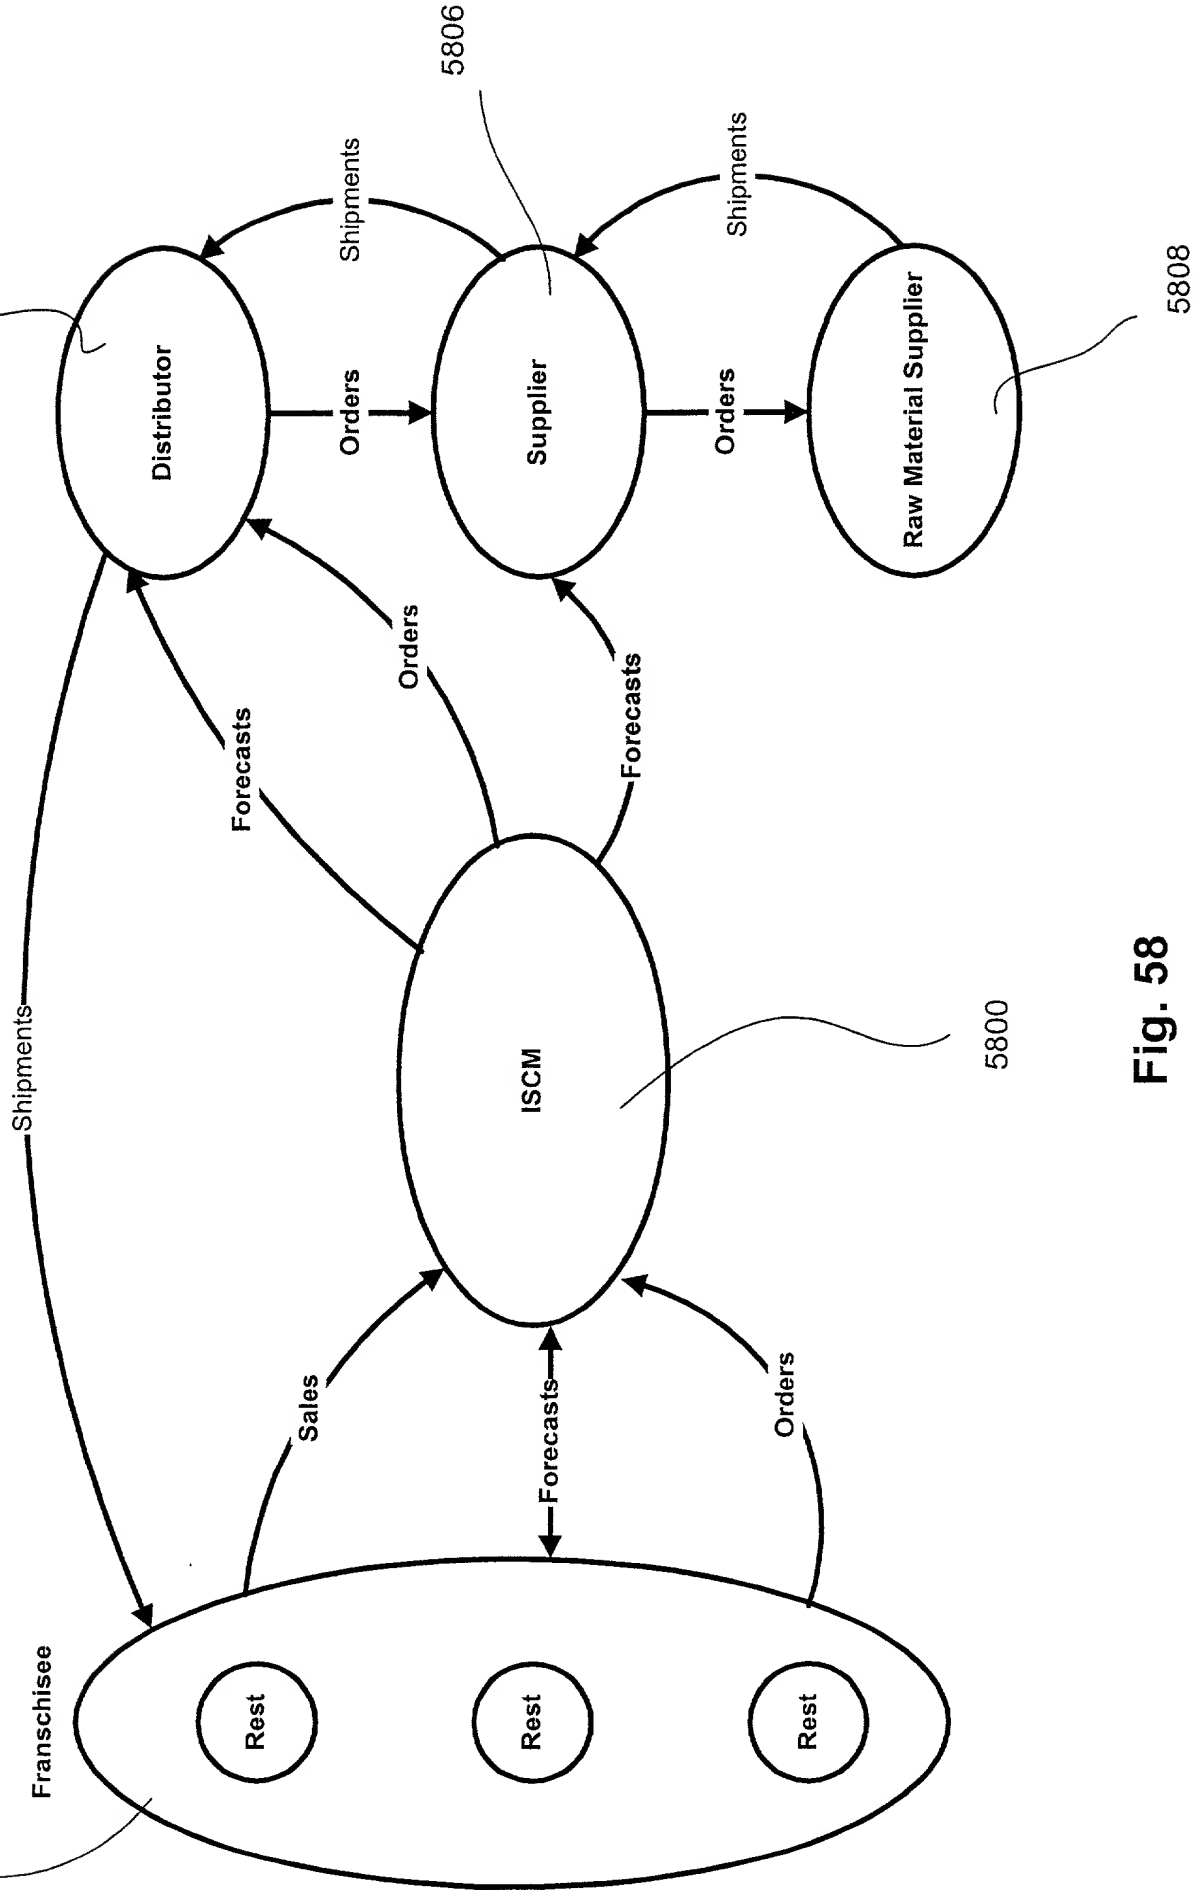 Shipments
Franschisee
Rest
Rest
Rest
Sales
Forecasts
Orders
ISCM
5800
Forecasts
Orders
Forecasts
Distributor
Orders
Shipments
Supplier
5806
Orders
Shipments
Raw Material Supplier
5808
Fig. 58